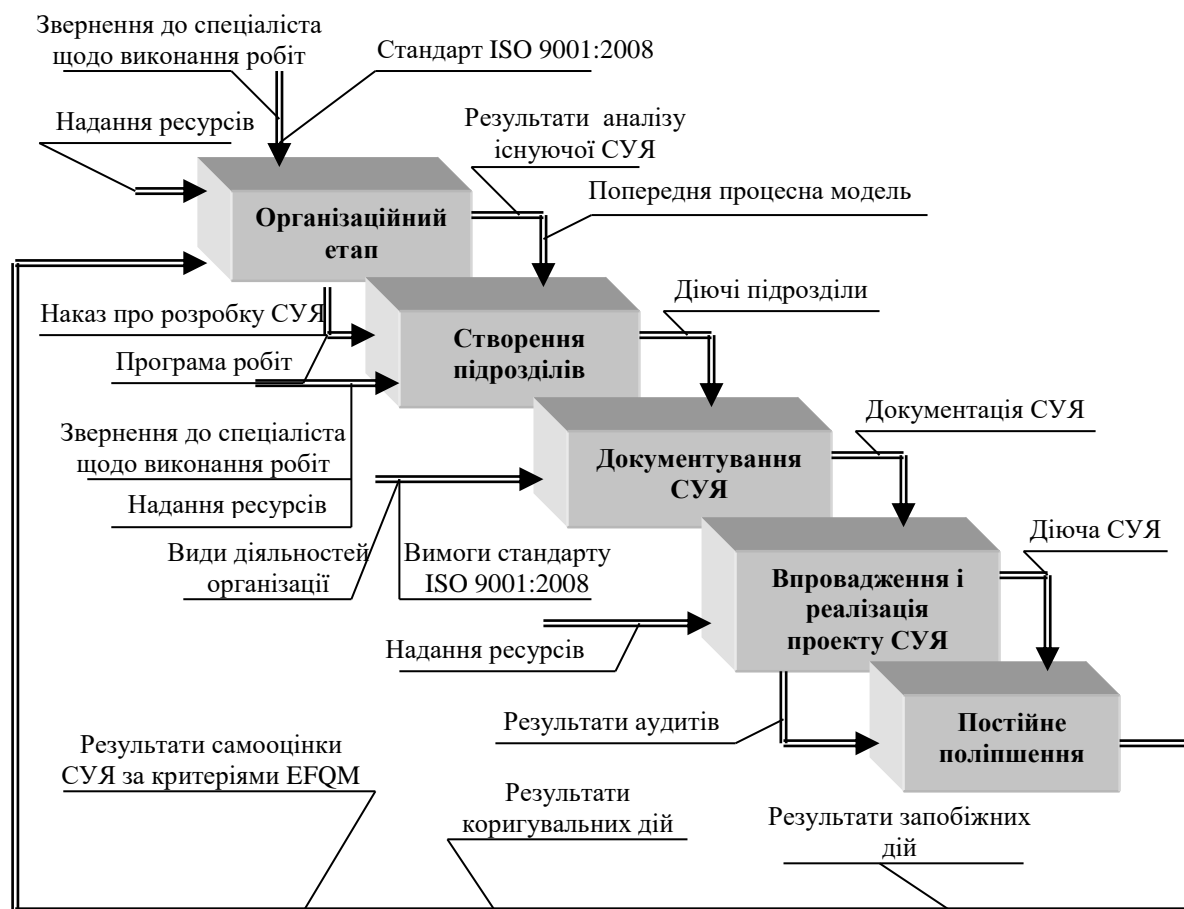 Звернення до спеціаліста
щодо виконання робіт
Стандарт ISO 9001:2008
Надання ресурсів
Результати аналізу
існуючої СУЯ
Попередня процесна модель
Організаційний
етап
Діючі підрозділи
Наказ про розробку СУЯ
Створення
підрозділів
Програма робіт
Документація СУЯ
Звернення до спеціаліста
щодо виконання робіт
Документування
СУЯ
Надання ресурсів
Види діяльностей
організації
Вимоги стандарту
ISO 9001:2008
Діюча СУЯ
Впровадження і
реалізація
проекту СУЯ
Надання ресурсів
Результати аудитів
Постійне
поліпшення
Результати самооцінки
СУЯ за критеріями EFQM
Результати
коригувальних дій
Результати запобіжних
дій